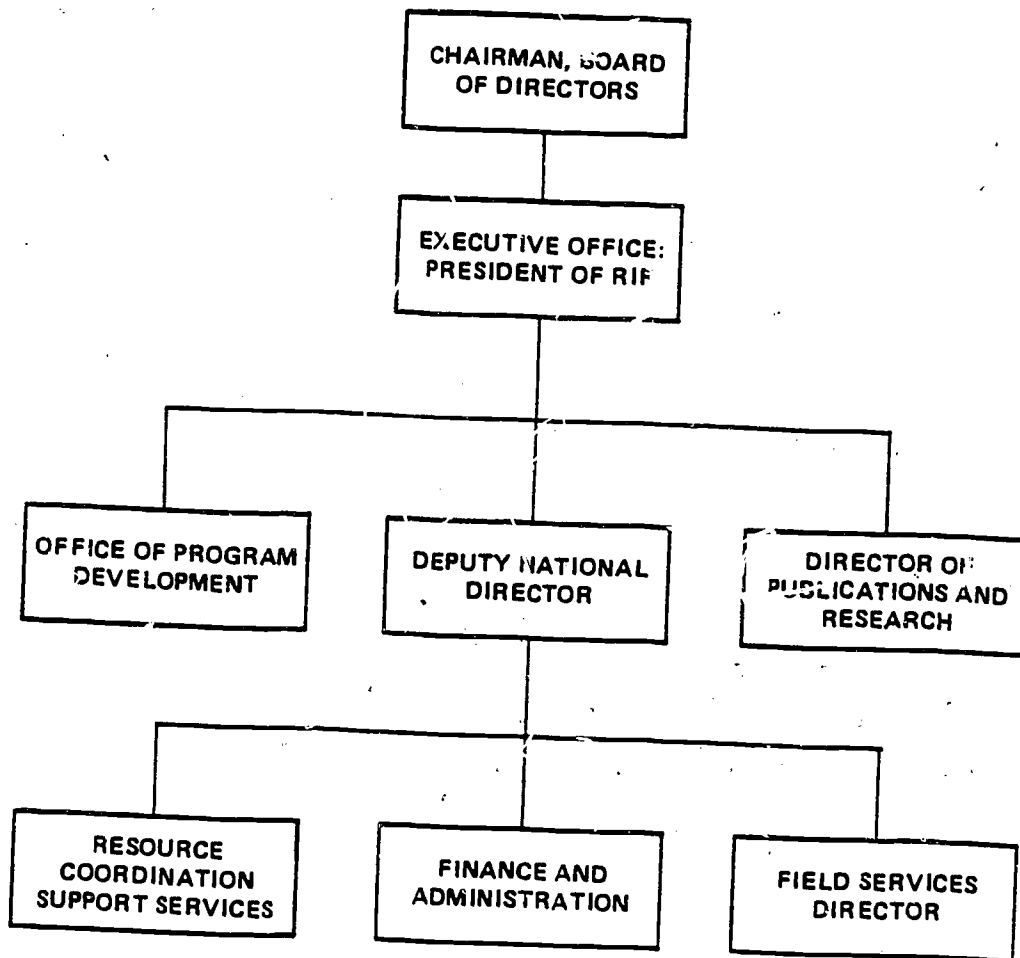 CHAIRMAN, BOARD
OF DIRECTORS
EXECUTIVE OFFICE:
PRESIDENT OF RIF
OFFICE OF PROGRAM
DEVELOPMENT
DEPUTY NATIONAL
DIRECTOR
DIRECTOR OF
PUBLICATIONS AND
RESEARCH
RESOURCE
COORDINATION
SUPPORT SERVICES
FINANCE AND
ADMINISTRATION
FIELD SERVICES
DIRECTOR